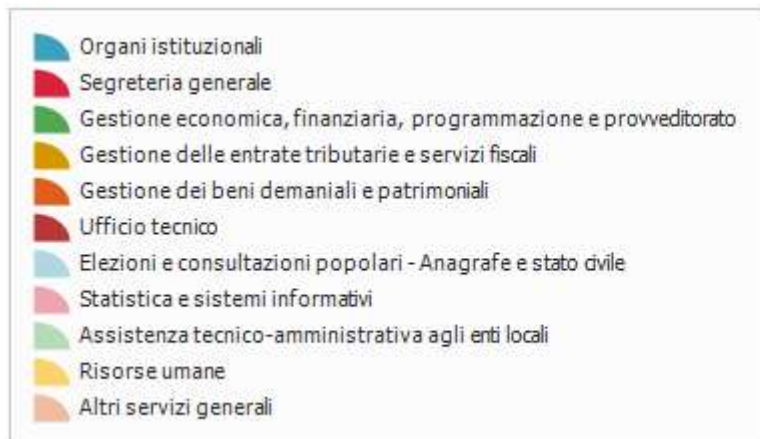 Organi istituzionali
Segreteria generale
Gestione economica, finanziaria, programmazione e provveditorato
Gestione delle entrate tributarie e servizi fiscali
Gestione dei beni demaniali e patrimoniali
Ufficio tecnico
Elezioni e consultazioni popolari - Anagrafe e stato civile
Statistica e sistemi informativi
Assistenza tecnico-amministrativa agli enti locali
Risorse umane
Altri servizi generali